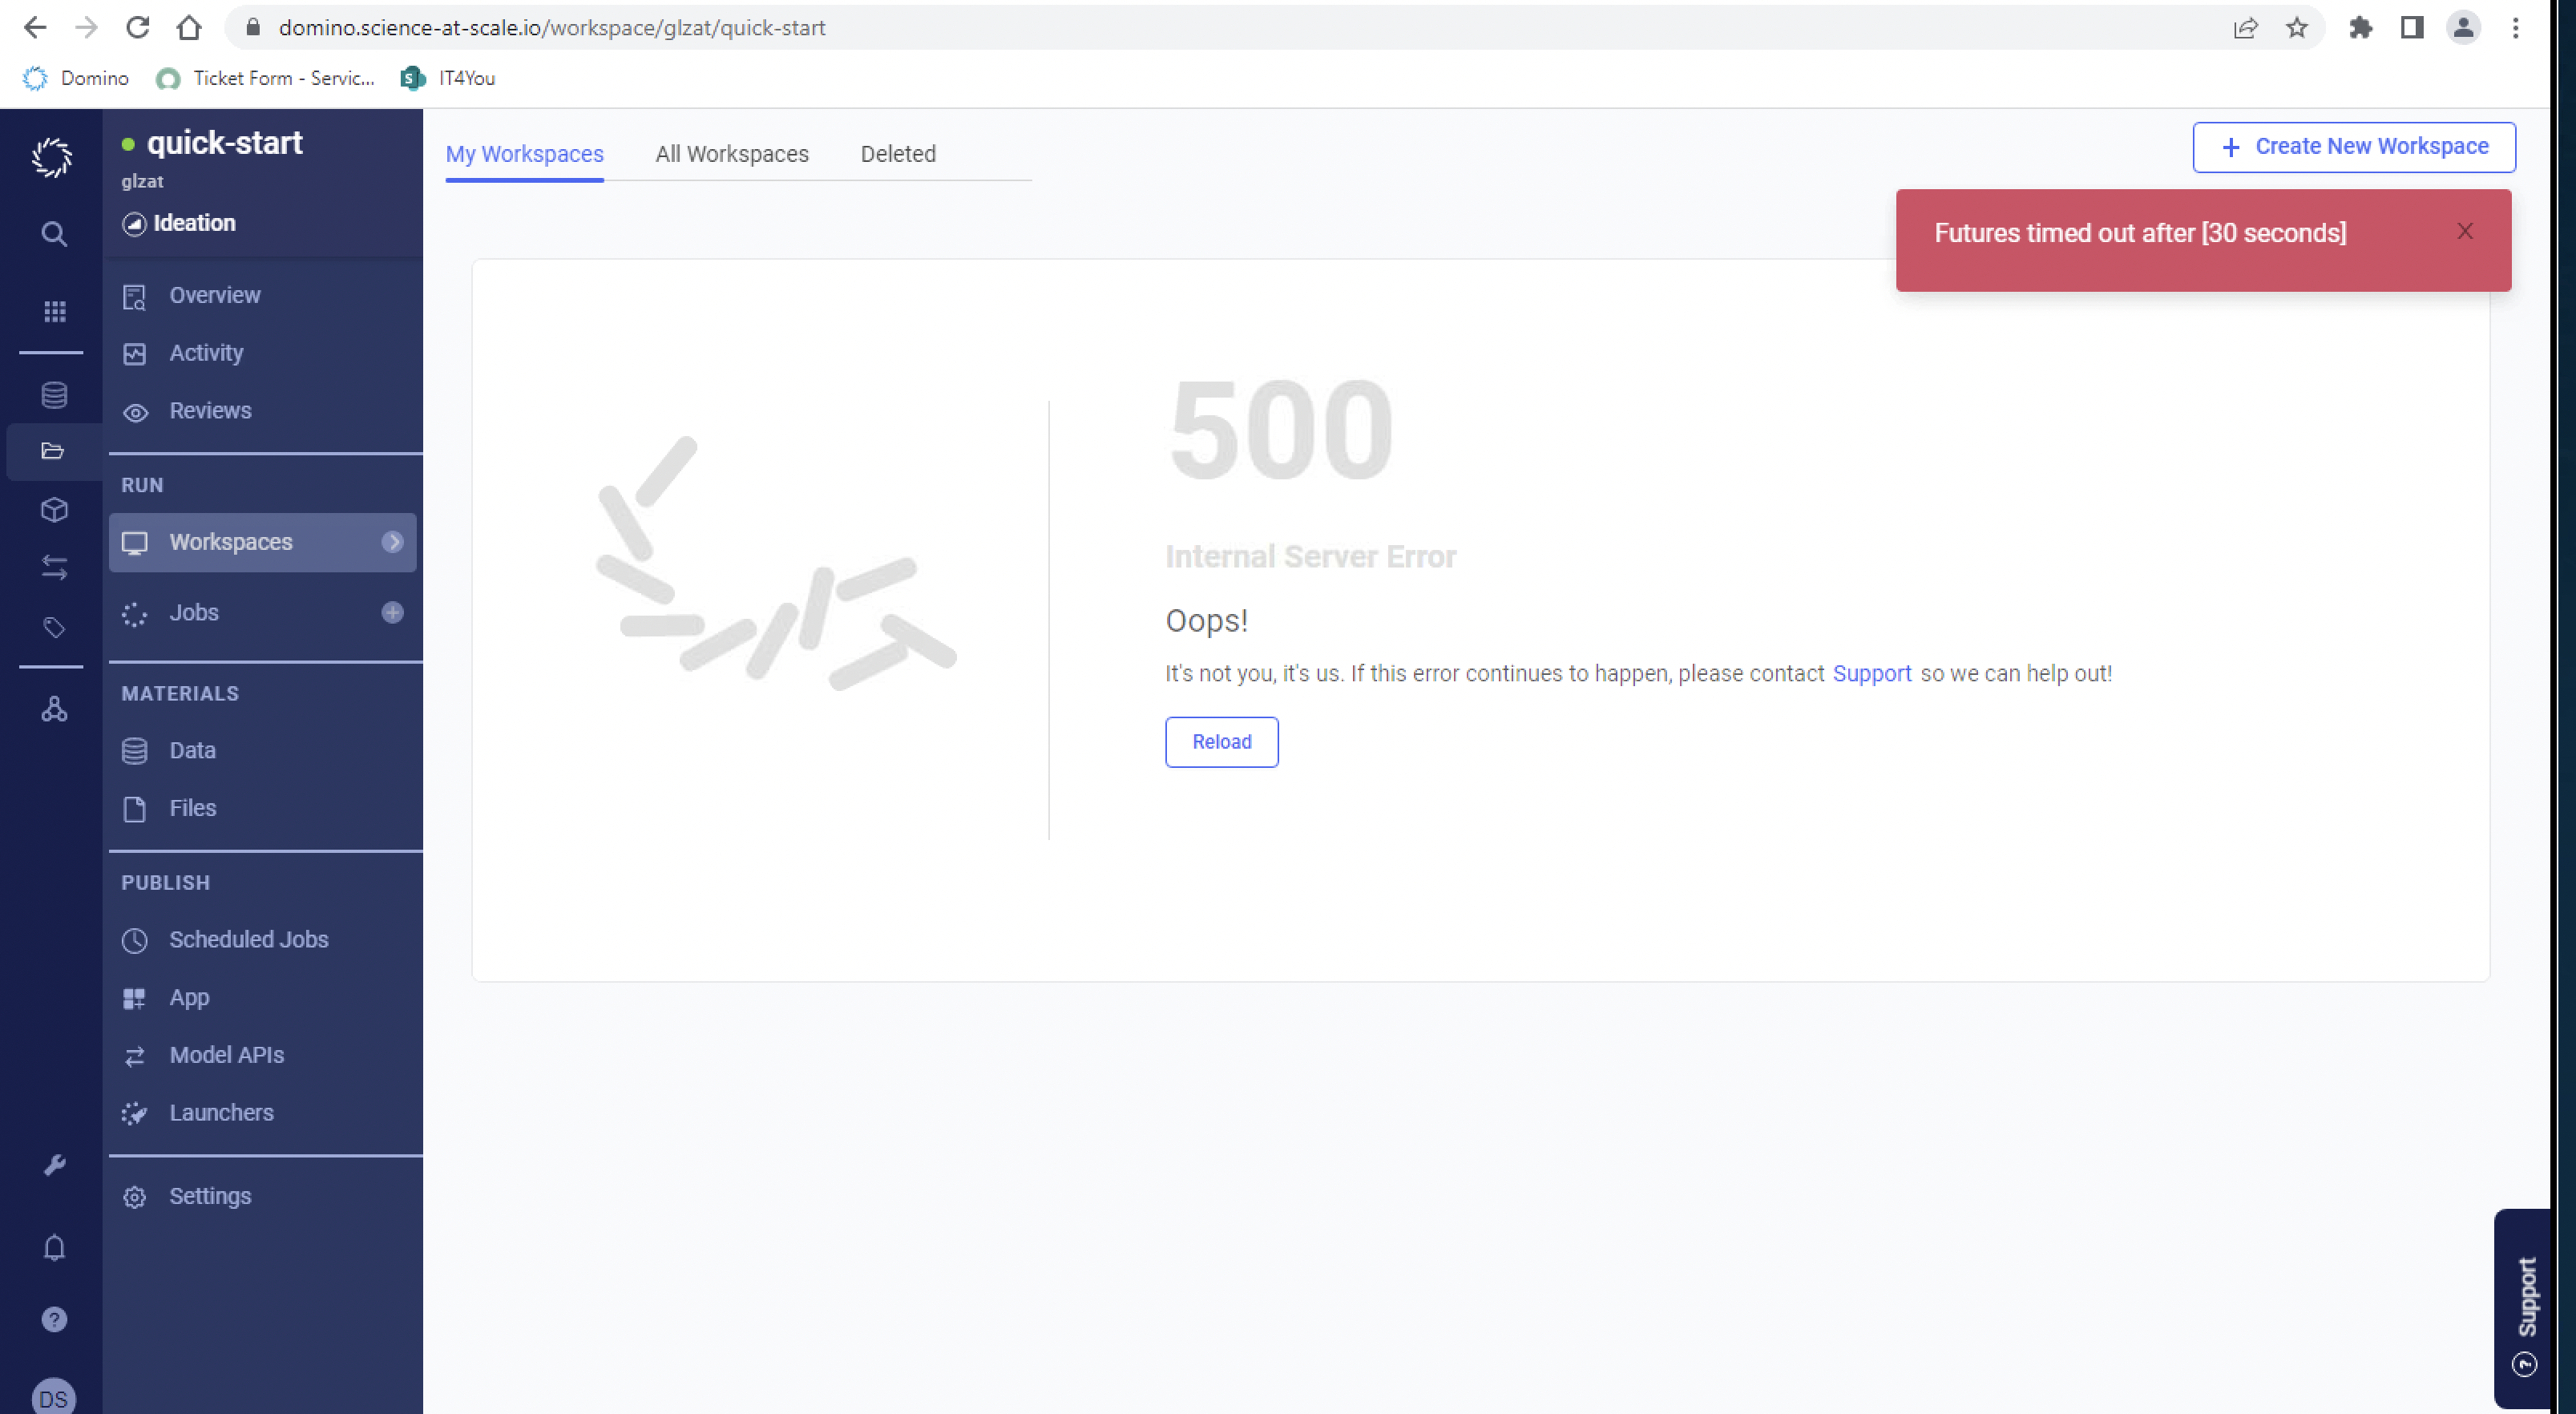 domino.science-at-scale.io/workspace/glzat/quick-start
Domino
Ticket Form - Servic...
IT4You
quick-start
glzat
Ideation
Overview
Activity
Reviews
RUN
Workspaces
Jobs
MATERIALS
Data
Files
PUBLISH
Scheduled Jobs
App
Model APIs
Launchers
Settings
DS
My Workspaces
All Workspaces
Deleted
+ Create New Workspace
Futures timed out after [30 seconds]
X
500
Internal Server Error
Oops!
It's not you, it's us. If this error continues to happen, please contact Support so we can help out!
Reload
? Support